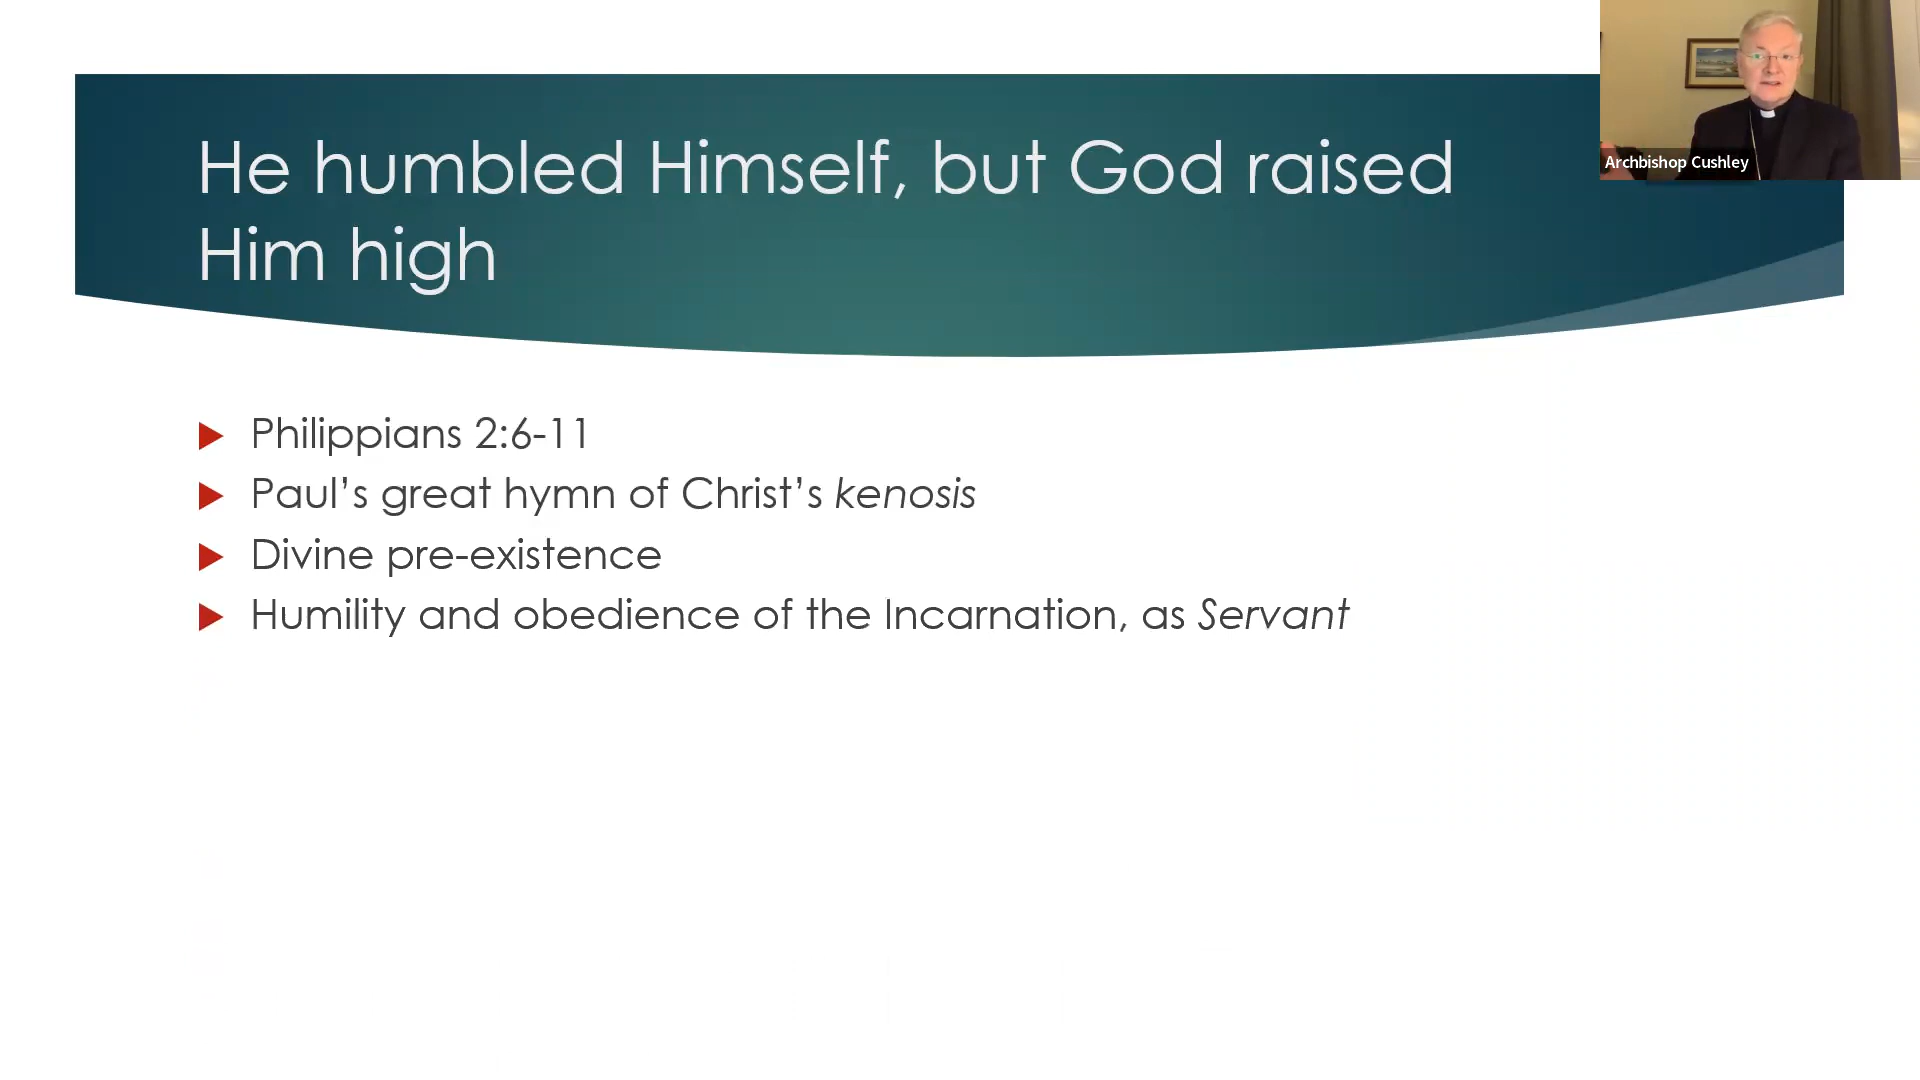 He humbled Himself, but God raised
Him high
Archbishop Cushley
Philippians 2:6-11
Paul’s great hymn of Christ’s kenosis
Divine pre-existence
Humility and obedience of the Incarnation, as Servant